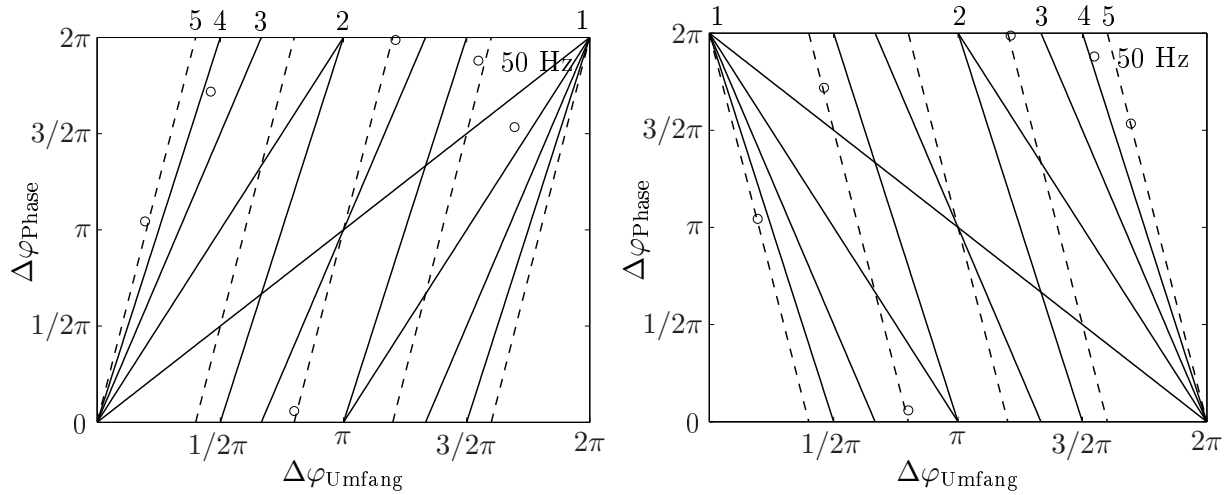 5 4 3 2 1
2π
50 Hz
3/2π
π
1/2π
0
ΔφPhase
1/2π π 3/2π 2π
ΔφUmfang
1 2 3 4 5
2π
50 Hz
3/2π
π
1/2π
0
ΔφPhase
1/2π π 3/2π 2π
ΔφUmfang